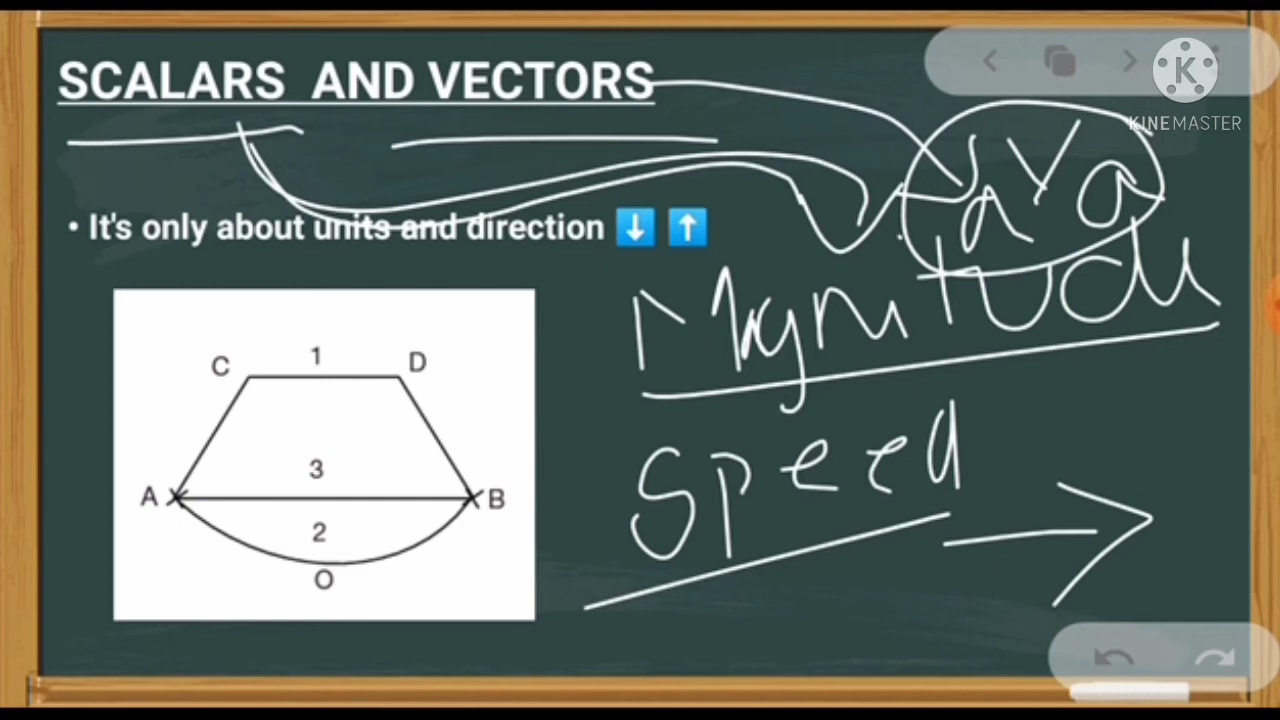 SCALARS AND VECTORS
KINEMASTER
• It's only about units and direction ⬇️ ⬆️
Magnitude
Speed
C 1 D
A 3 B
2
O